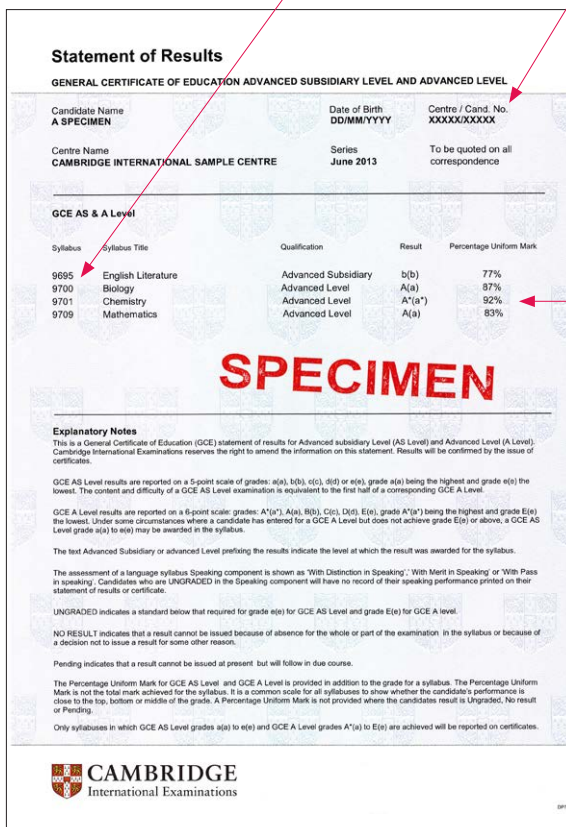 Statement of Results
GENERAL CERTIFICATE OF EDUCATION ADVANCED SUBSIDIARY LEVEL AND ADVANCED LEVEL
Candidate Name Date of Birth Centre / Cand. No.
A SPECIMEN DD/MM/YYYY XXXXX/XXXXX
Centre Name Series To be quoted on all
CAMBRIDGE INTERNATIONAL SAMPLE CENTRE June 2013 correspondence
GCE AS & A Level
Syllabus Syllabus Title Qualification Result Percentage Uniform Mark
9695 English Literature Advanced Subsidiary b(b) 77%
9700 Biology Advanced Level A(a) 87%
9701 Chemistry Advanced Level A*(a*) 92%
9709 Mathematics Advanced Level A(a) 83%
SPECIMEN
Explanatory Notes
This is a General Certificate of Education (GCE) statement of results for Advanced subsidiary Level (AS Level) and Advanced Level (A Level).
Cambridge International Examinations reserves the right to amend the information on this statement. Results will be confirmed by the issue of
certificates.
GCE AS Level results are reported on a 5-point scale of grades: a(a), b(b), c(c), d(d) or e(e), grade a(a) being the highest and grade e(e) the
lowest. The content and difficulty of a GCE AS Level examination is equivalent to the first half of a corresponding GCE A Level.
GCE A Level results are reported on a 6-point scale: grades: A*(a*), A(a), B(b), C(c), D(d), E(e), grade A*(a*) being the highest and grade E(e)
the lowest. Under some circumstances where a candidate has entered for a GCE A Level but does not achieve grade E(e) or above, a GCE AS
Level grade a(a) to e(e) may be awarded in the syllabus.
The text Advanced Subsidiary or advanced Level prefixing the results indicate the level at which the result was awarded for the syllabus.
The assessment of a language syllabus Speaking component is shown as 'With Distinction in Speaking',' With Merit in Speaking' or 'With Pass
in speaking'. Candidates who are UNGRADED in the Speaking component will have no record of their speaking performance printed on their
statement of results or certificate.
UNGRADED indicates a standard below that required for grade e(e) for GCE AS Level and grade E(e) for GCE A level.
NO RESULT indicates that a result cannot be issued because of absence for the whole or part of the examination in the syllabus or because of
a decision not to issue a result for some other reason.
Pending indicates that a result cannot be issued at present but will follow in due course.
The Percentage Uniform Mark for GCE AS Level and GCE A Level is provided in addition to the grade for a syllabus. The Percentage Uniform
Mark is not the total mark achieved for the syllabus. It is a common scale for all syllabuses to show whether the candidate's performance is
close to the top, bottom or middle of the grade. A Percentage Uniform Mark is not provided where the candidates result is Ungraded, No result
or Pending.
Only syllabuses in which GCE AS Level grades a(a) to e(e) and GCE A Level grades A*(a) to E(e) are achieved will be reported on certificates.
CAMBRIDGE
International Examinations